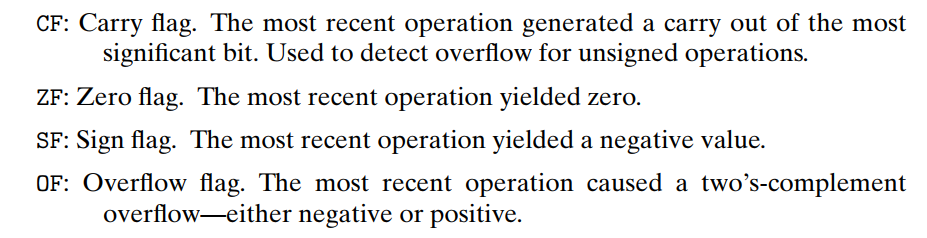 CF: Carry flag. The most recent operation generated a carry out of the most
significant bit. Used to detect overflow for unsigned operations.
ZF: Zero flag. The most recent operation yielded zero.
SF: Sign flag. The most recent operation yielded a negative value.
OF: Overflow flag. The most recent operation caused a two’s-complement
overflow—either negative or positive.